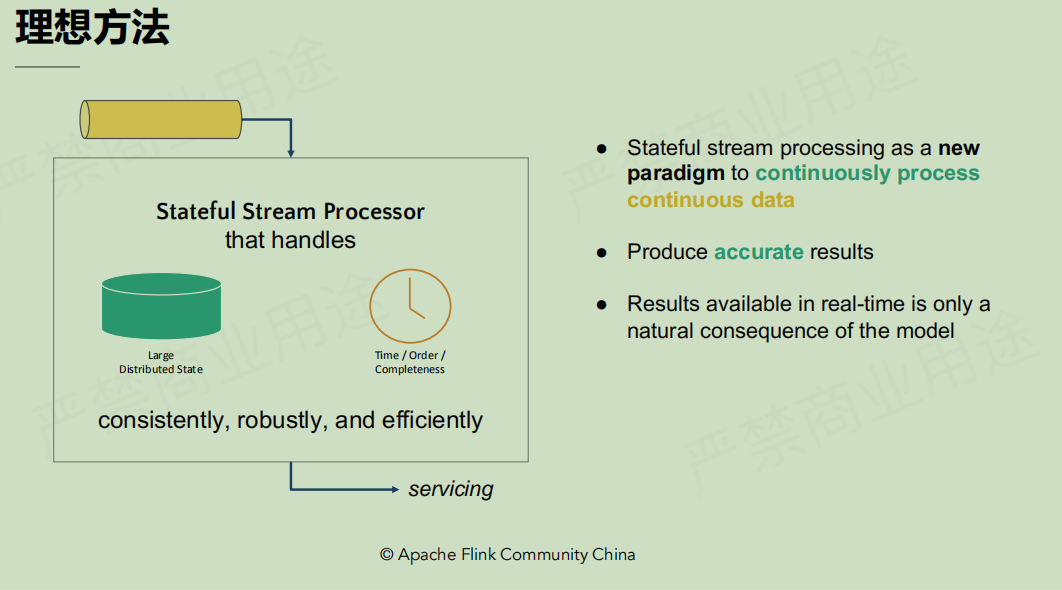 理想方法
Stateful Stream Processor
that handles
Large
Distributed State
Time / Order /
Completeness
consistently, robustly, and efficiently
servicing
● Stateful stream processing as a new
paradigm to continuously process
continuous data
● Produce accurate results
● Results available in real-time is only a
natural consequence of the model
© Apache Flink Community China
严禁商业用途
严禁商业用途
严禁商业用途
严禁商业用途